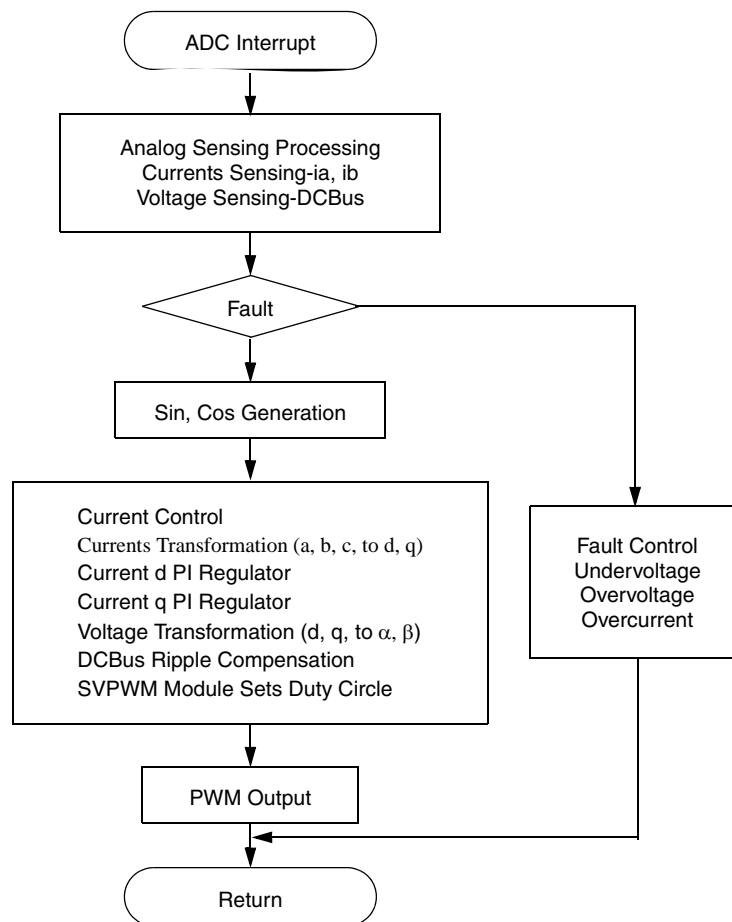 ADC Interrupt
Analog Sensing Processing
Currents Sensing-ia, ib
Voltage Sensing-DCBus
Fault
Sin, Cos Generation
Current Control
Currents Transformation (a, b, c, to d, q)
Current d PI Regulator
Current q PI Regulator
Voltage Transformation (d, q, to α, β)
DCBus Ripple Compensation
SVPWM Module Sets Duty Circle
Fault Control
Undervoltage
Overvoltage
Overcurrent
PWM Output
Return